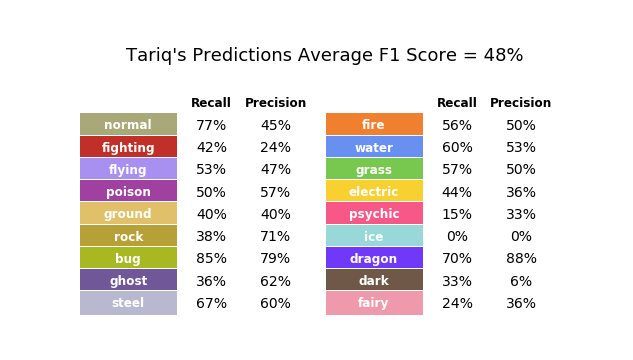 Tariq's Predictions Average F1 Score = 48%
Recall Precision Recall Precision
normal 77% 45% fire 56% 50%
fighting 42% 24% water 60% 53%
flying 53% 47% grass 57% 50%
poison 50% 57% electric 44% 36%
ground 40% 40% psychic 15% 33%
rock 38% 71% ice 0% 0%
bug 85% 79% dragon 70% 88%
ghost 36% 62% dark 33% 6%
steel 67% 60% fairy 24% 36%